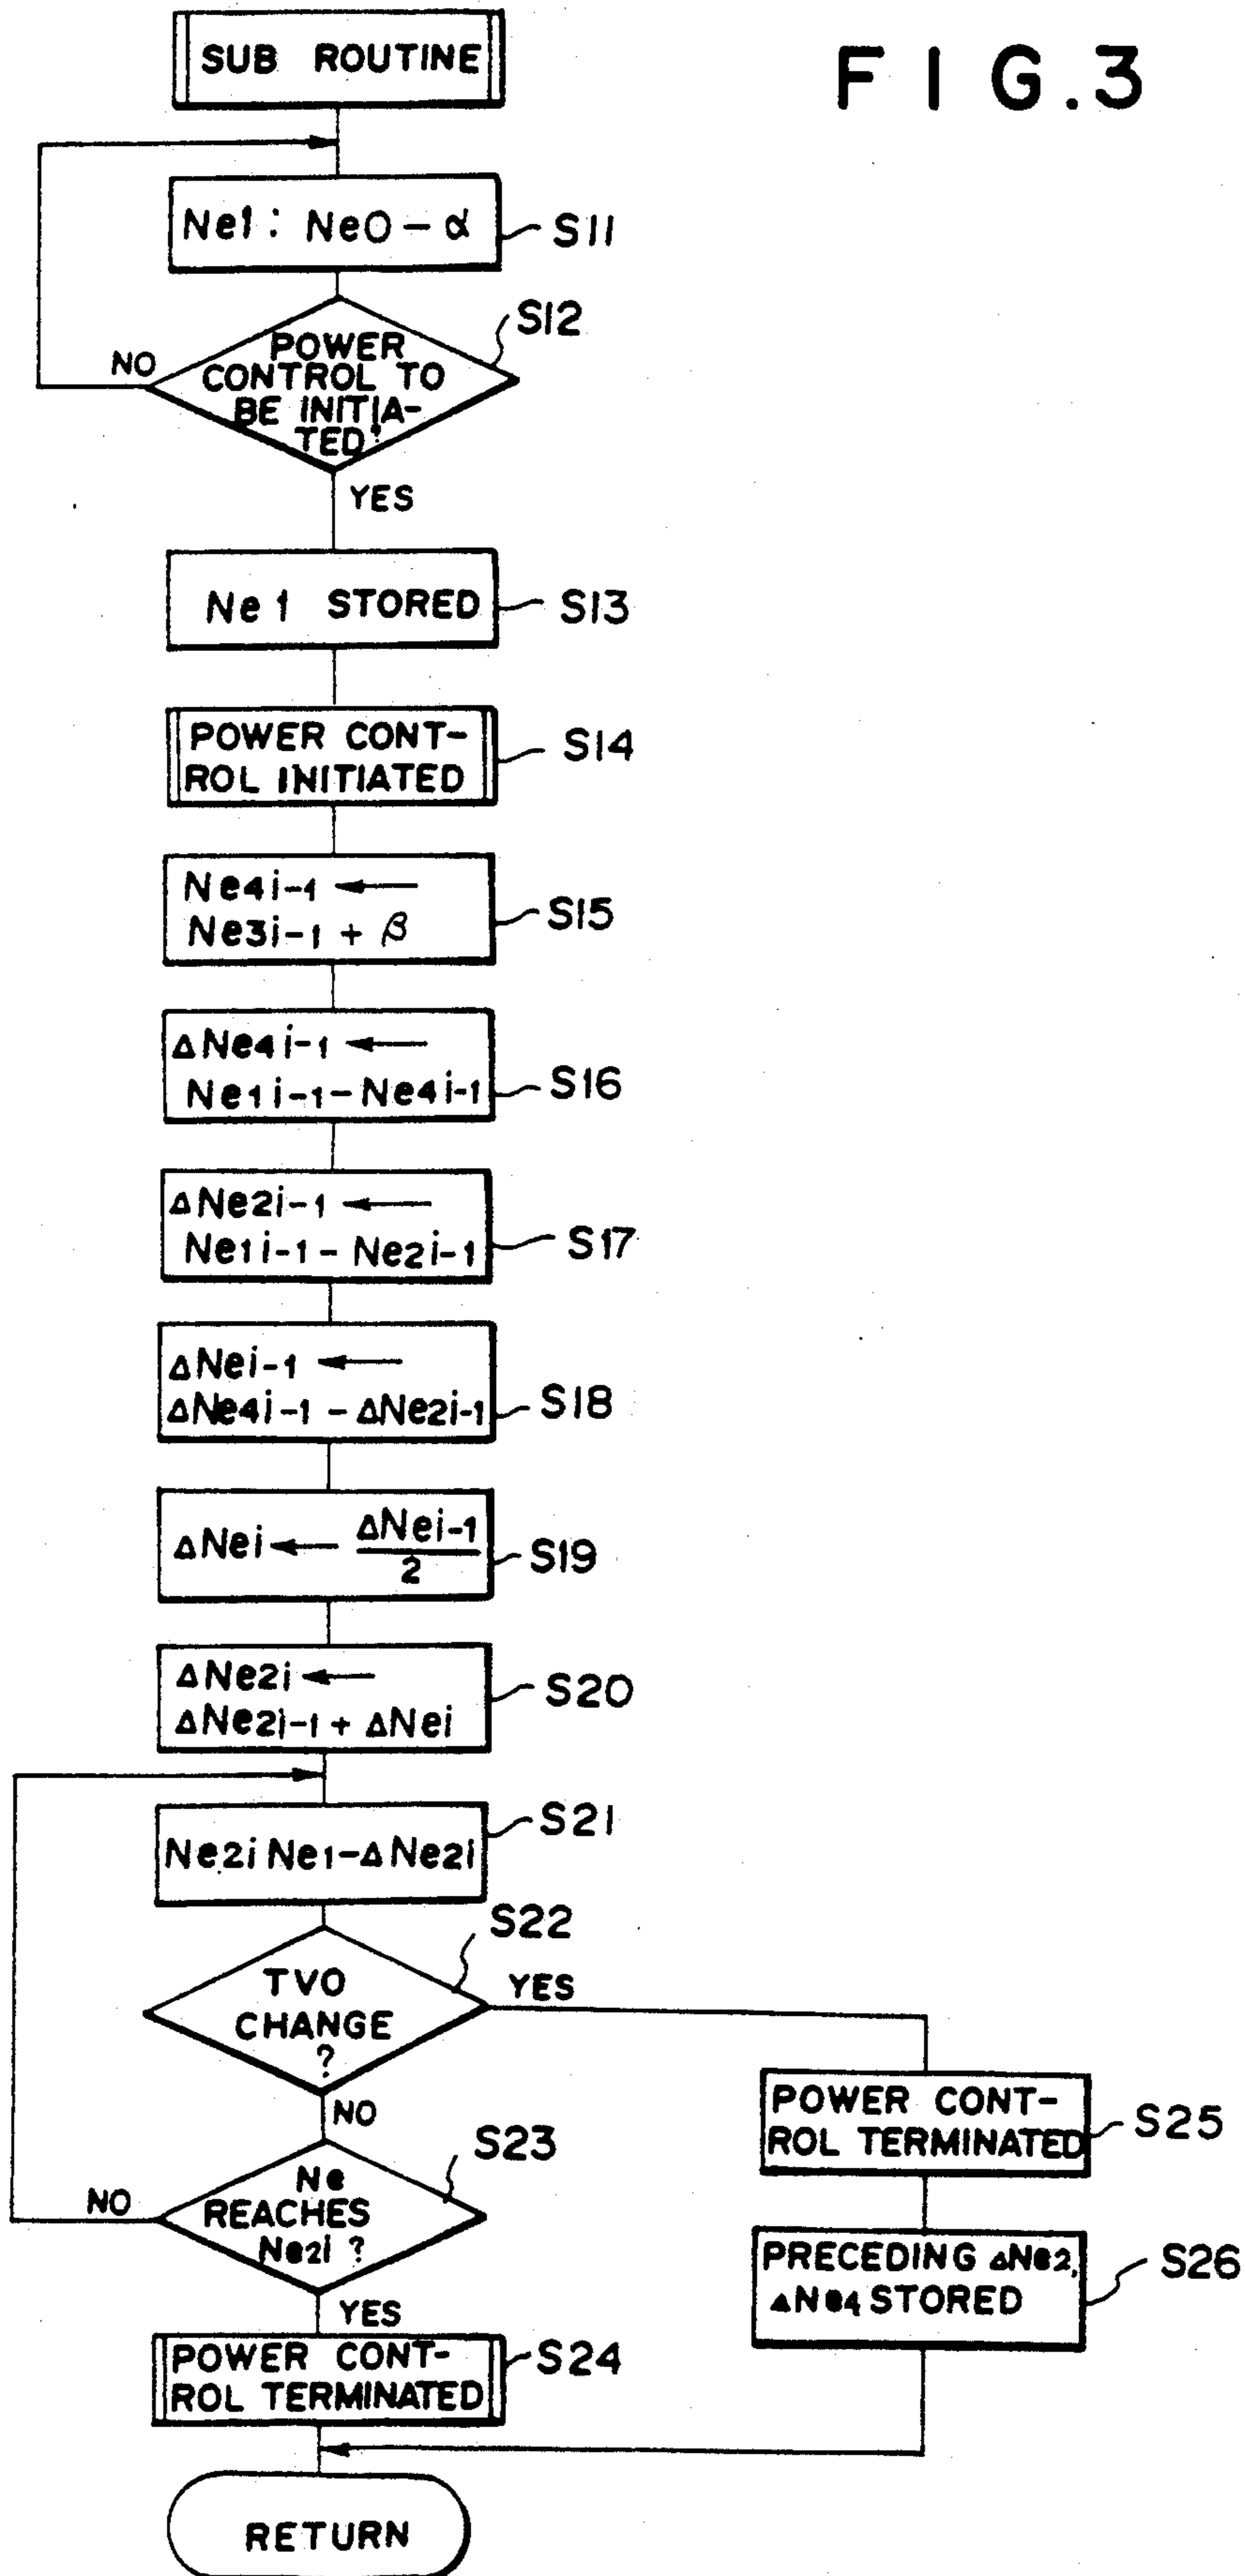 FIG.3
SUB ROUTINE
Ne1: Ne0 - α
S11
S12
POWER
CONTROL TO
BE INITIA-
TED?
NO
YES
Ne1 STORED
S13
POWER CONT-
ROL INITIATED
S14
Ne4i-1 ←
Ne3i-1 + β
S15
ΔNe4i-1 ←
Ne1i-1 - Ne4i-1
S16
ΔNe2i-1 ←
Ne1i-1 - Ne2i-1
S17
ΔNei-1 ←
ΔNe4i-1 - ΔNe2i-1
S18
ΔNei ← ΔNei-1
2
S19
ΔNe2i ←
ΔNe2i-1 + ΔNei
S20
S21
Ne2i Ne1-ΔNe2i
S22
TVO
CHANGE
?
YES
NO
S23
Ne
REACHES
Ne2i ?
NO
YES
POWER CONT-
ROL TERMINATED
S24
POWER CONT-
ROL TERMINATED
S25
PRECEDING ΔNe2,
ΔNe4 STORED
S26
RETURN